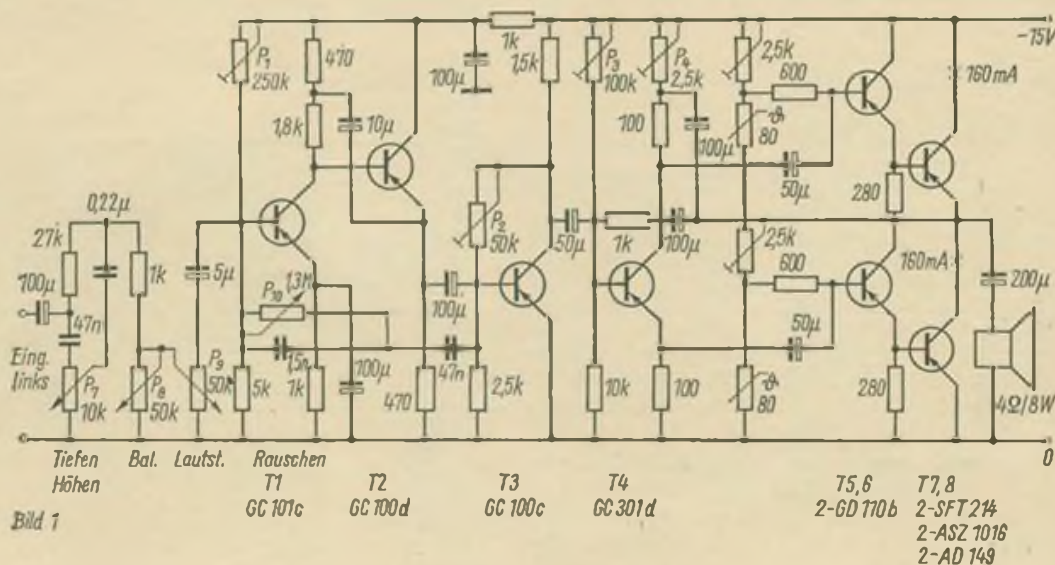 1k
-15V
P1
250k
470
1,8k
10µ
100µ
1,5k
P3
100k
P4
2,5k
100
100µ
2,5k
600
ϑ
80
160mA
50µ
280
0,22µ
27k
100µ
47n
1k
5µ
P10
1,3M
P2
50k
50µ
1k
100µ
2,5k
600
160mA
200µ
Eing.
links
P7
10k
P8
50k
P9
50k
5k
1,5n
1k
100µ
470
100µ
47n
2,5k
10k
100
50µ
ϑ
80
280
4Ω/8W
0
Tiefen
Höhen
Bal.
Lautst.
Rauschen
T1
GC 101c
T2
GC 100d
T3
GC 100c
T4
GC 301d
T5,6
2-GD 110b
T7,8
2-SFT 214
2-ASZ 1016
2-AD 149
Bild 1